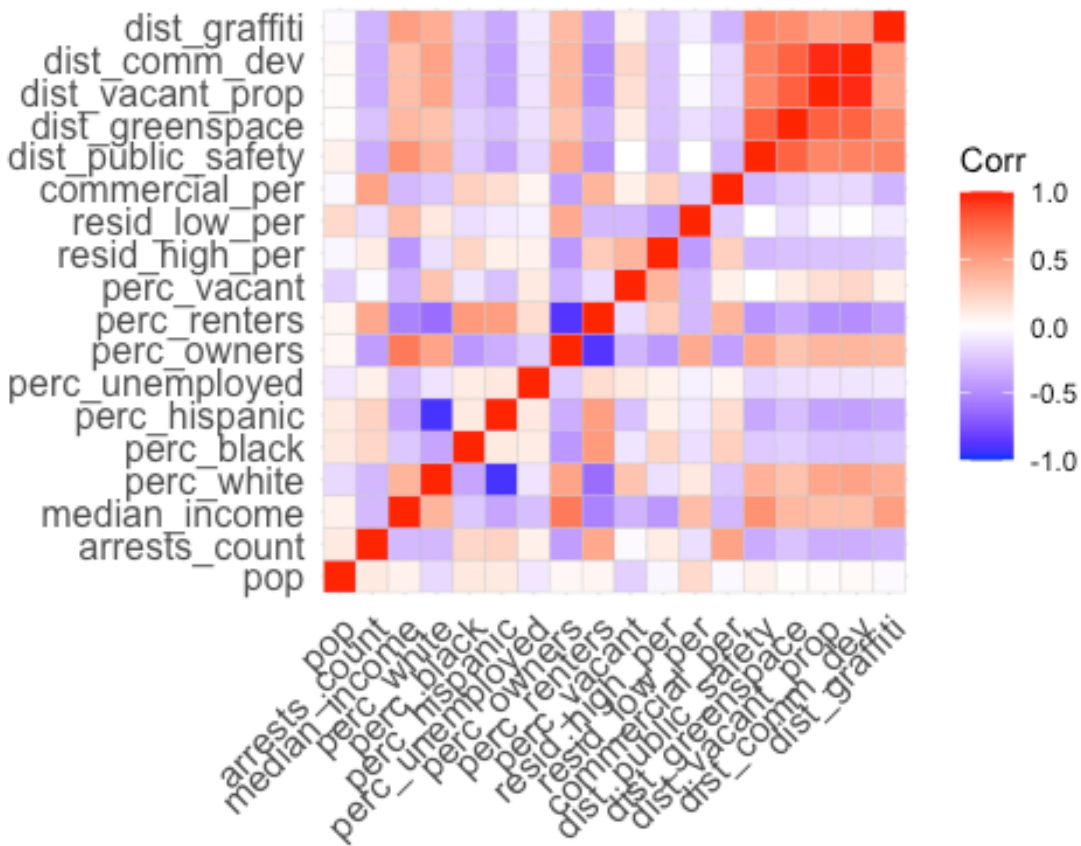 dist_graffiti
dist_comm_dev
dist_vacant_prop
dist_greenspace
dist_public_safety
commercial_per
resid_low_per
resid_high_per
perc_vacant
perc_renters
perc_owners
perc_unemployed
perc_hispanic
perc_black
perc_white
median_income
arrests_count
pop
Corr
1.0
0.5
0.0
-0.5
-1.0
pop
arrests_count
median_income
perc_white
perc_black
perc_hispanic
perc_unemployed
perc_owners
perc_renters
perc_vacant
resid_high_per
resid_low_per
commercial_per
dist_public_safety
dist_greenspace
dist_vacant_prop
dist_comm_dev
dist_graffiti